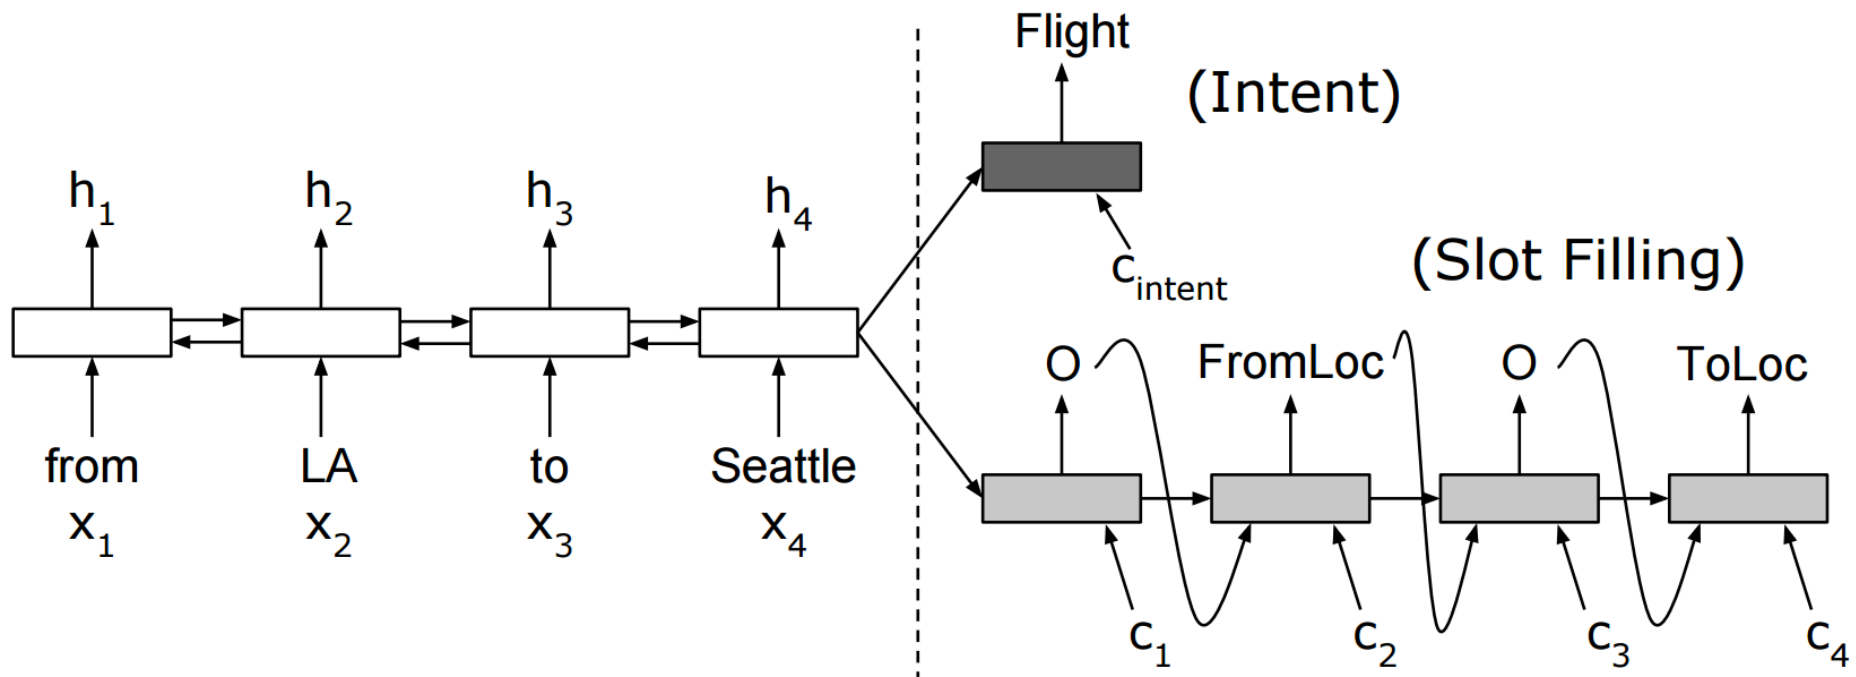 Flight
(Intent)
h1 h2 h3 h4
cintent
(Slot Filling)
O FromLoc O ToLoc
from LA to Seattle
x1 x2 x3 x4
c1 c2 c3 c4